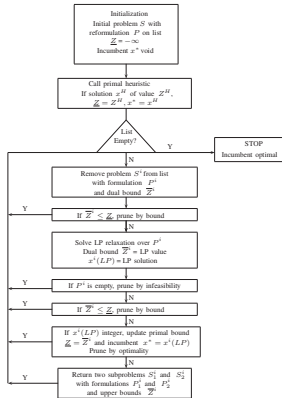 Initialization
Initial problem S with
reformulation P on list
Z = −∞
Incumbent x* void
Call primal heuristic
If solution x^H of value Z^H,
Z = Z^H, x* = x^H
List
Empty?
Y
STOP
Incumbent optimal
N
Remove problem S^i from list
with formulation P^i
and dual bound Z̅^i
Y
If Z̅^i ≤ Z, prune by bound
N
Solve LP relaxation over P^i
Dual bound Z̅^i = LP value
x^i(LP) = LP solution
Y
If P^i is empty, prune by infeasibility
N
Y
If Z̅^i ≤ Z, prune by bound
N
Y
If x^i(LP) integer, update primal bound
Z = Z̅^i and incumbent x* = x^i(LP)
Prune by optimality
N
Y
Return two subproblems S^i_1 and S^i_2
with formulations P^i_1 and P^i_2
and upper bounds Z̅^i